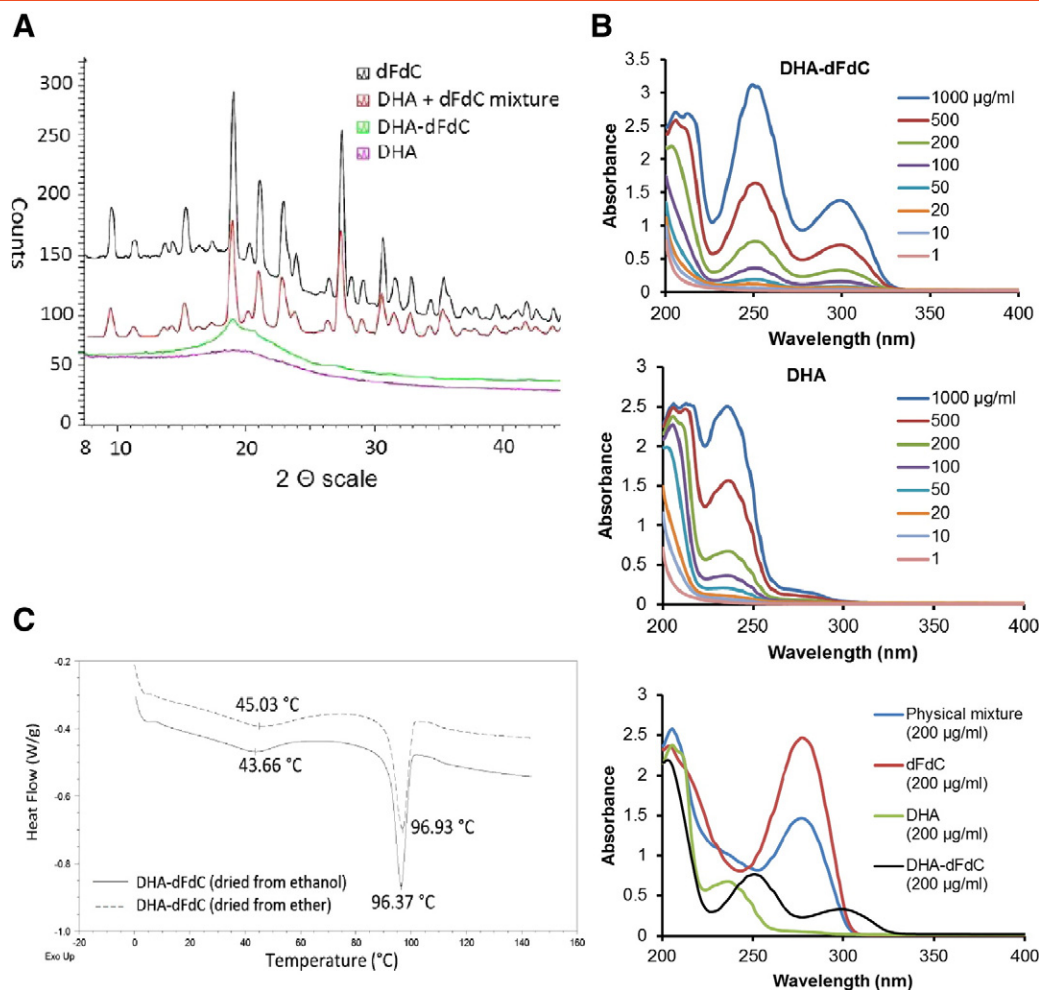 A
300
250
200
150
100
50
0
Counts
8 10 20 30 40
2 Θ scale
dFdC
DHA + dFdC mixture
DHA-dFdC
DHA
B
DHA-dFdC
3.5
3
2.5
2
1.5
1
0.5
0
Absorbance
200 250 300 350 400
Wavelength (nm)
1000 µg/ml
500
200
100
50
20
10
1
DHA
3
2.5
2
1.5
1
0.5
0
Absorbance
200 250 300 350 400
Wavelength (nm)
1000 µg/ml
500
200
100
50
20
10
1
3
2.5
2
1.5
1
0.5
0
Absorbance
200 250 300 350 400
Wavelength (nm)
Physical mixture
(200 µg/ml)
dFdC
(200 µg/ml)
DHA
(200 µg/ml)
DHA-dFdC
(200 µg/ml)
C
-0.2
-0.4
-0.6
-0.8
-1.0
Heat Flow (W/g)
45.03 °C
43.66 °C
96.93 °C
96.37 °C
DHA-dFdC (dried from ethanol)
DHA-dFdC (dried from ether)
-20 0 20 40 60 80 100 120 140 160
Exo Up
Temperature (°C)